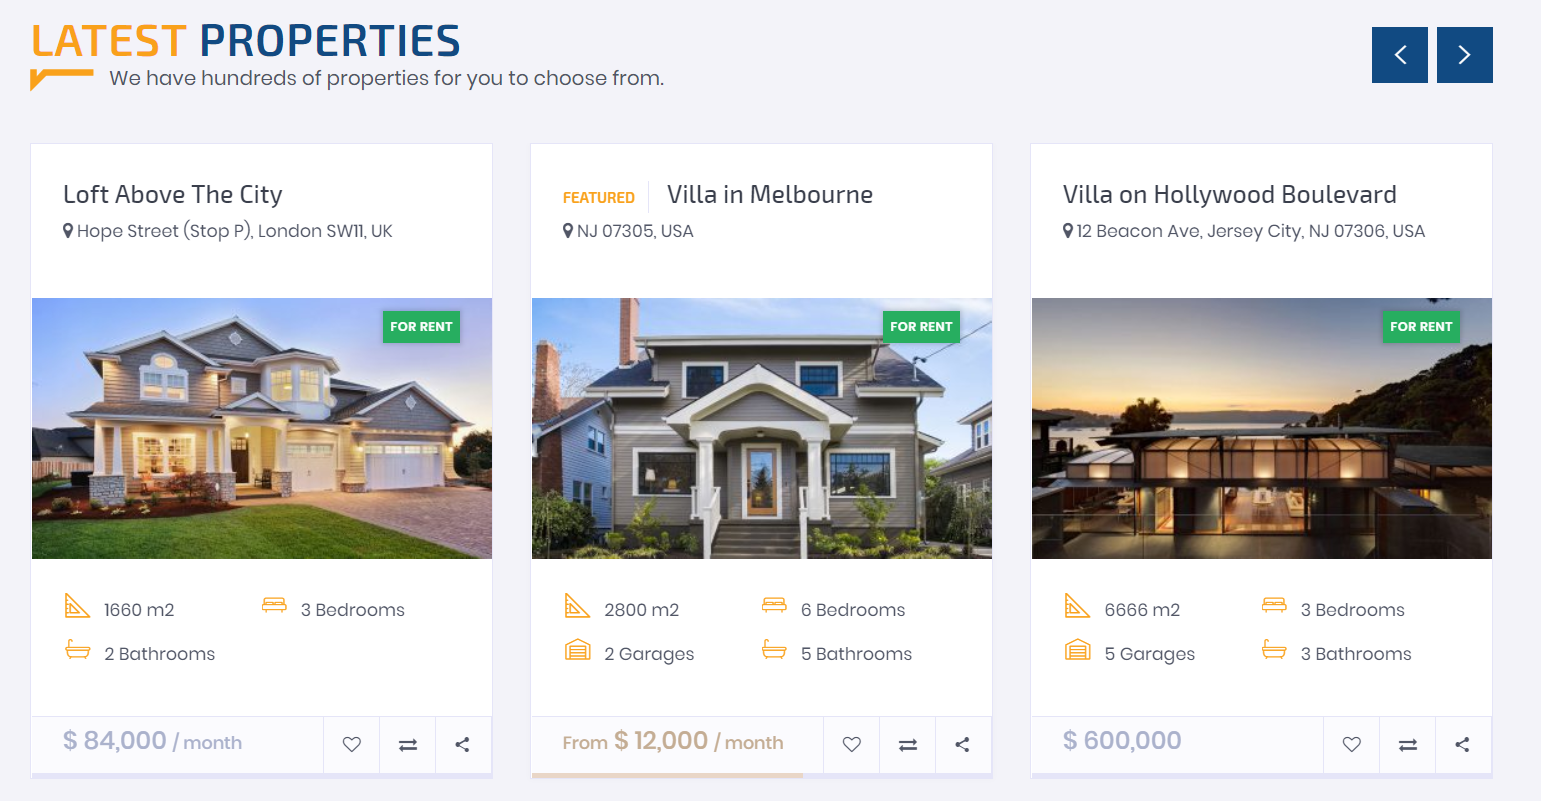 LATEST PROPERTIES
We have hundreds of properties for you to choose from.
Loft Above The City
Hope Street (Stop P), London SW11, UK
FOR RENT
1660 m2
3 Bedrooms
2 Bathrooms
$ 84,000 / month
FEATURED Villa in Melbourne
NJ 07305, USA
FOR RENT
2800 m2
6 Bedrooms
2 Garages
5 Bathrooms
From $ 12,000 / month
Villa on Hollywood Boulevard
12 Beacon Ave, Jersey City, NJ 07306, USA
FOR RENT
6666 m2
3 Bedrooms
5 Garages
3 Bathrooms
$ 600,000